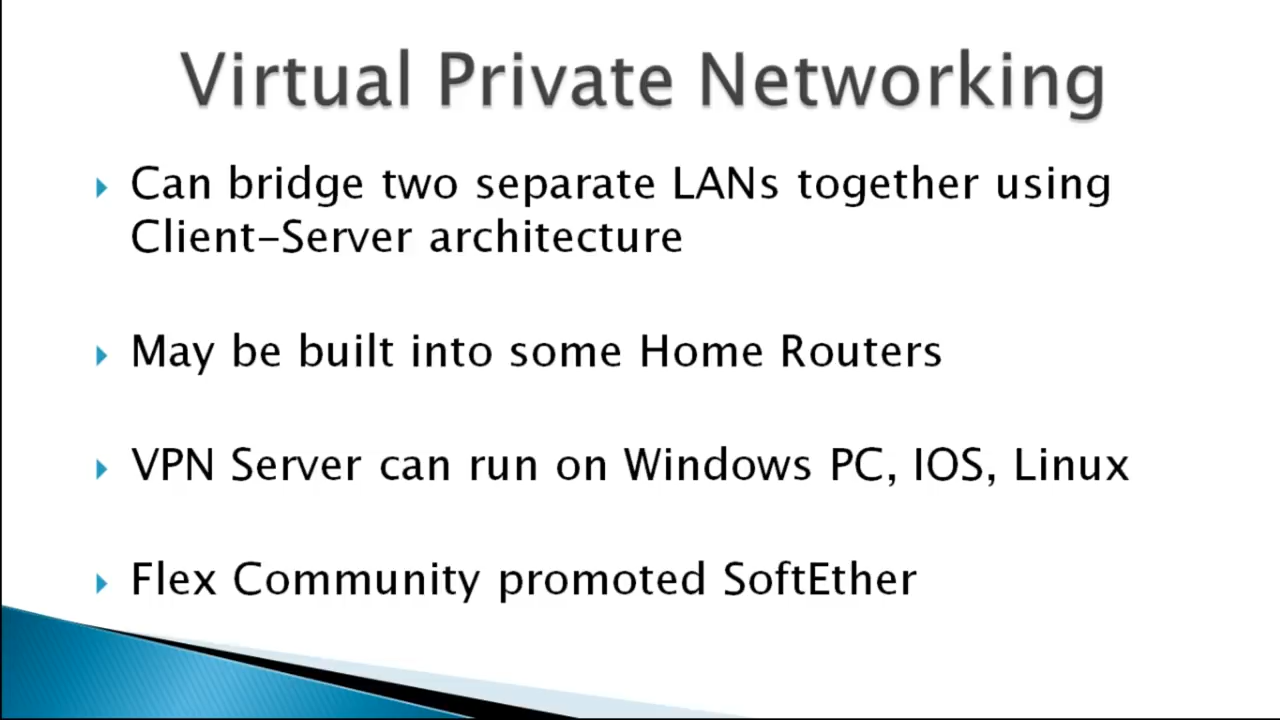 Virtual Private Networking
Can bridge two separate LANs together using
Client-Server architecture
May be built into some Home Routers
VPN Server can run on Windows PC, IOS, Linux
Flex Community promoted SoftEther